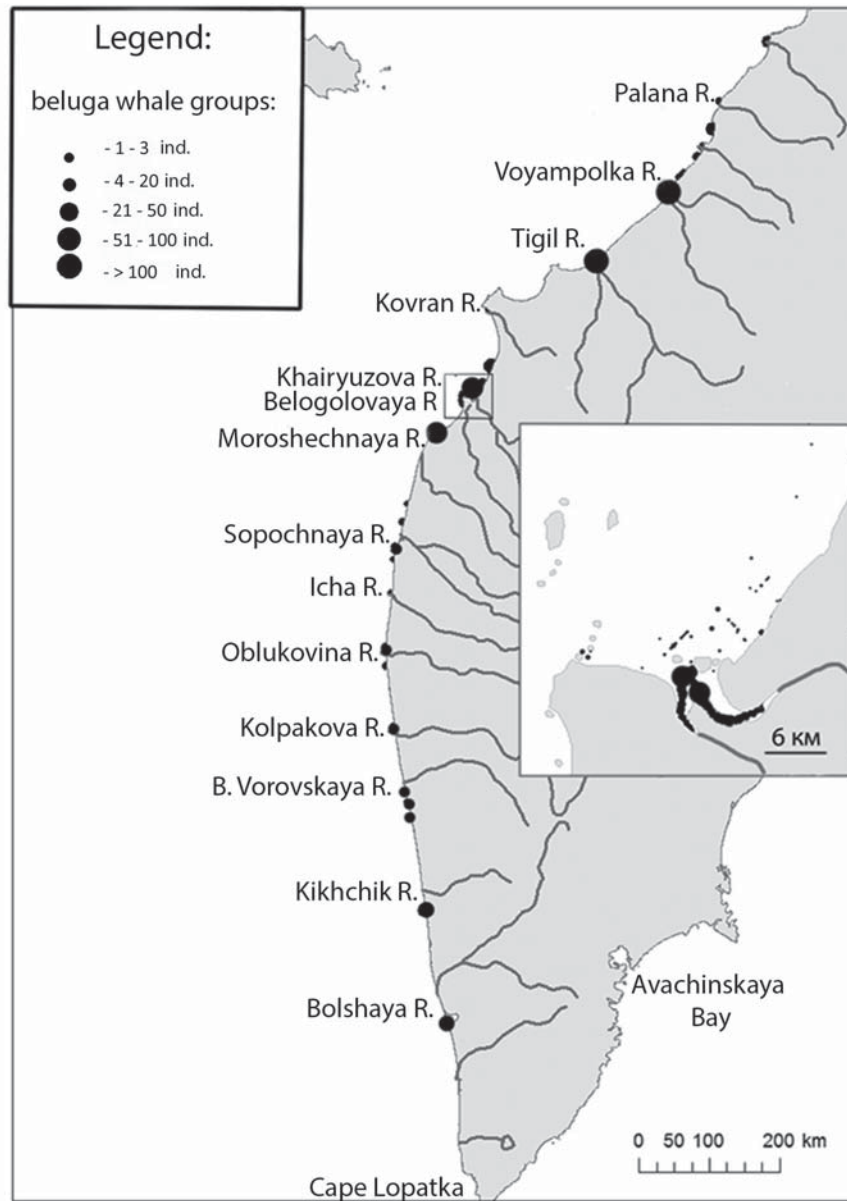 Legend:
beluga whale groups:
- 1 - 3 ind.
- 4 - 20 ind.
- 21 - 50 ind.
- 51 - 100 ind.
- > 100 ind.
Palana R.
Voyampolka R.
Tigil R.
Kovran R.
Khairyuzova R.
Belogolovaya R
Moroshechnaya R.
Sopochnaya R.
Icha R.
Oblukovina R.
Kolpakova R.
6 км
B. Vorovskaya R.
Kikhchik R.
Avachinskaya
Bay
Bolshaya R.
0 50 100 200 km
Cape Lopatka